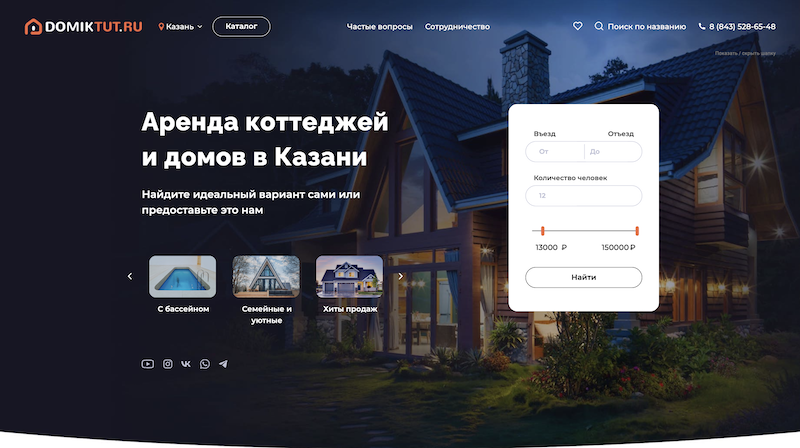 DOMIKTUT.RU
Казань
Каталог
Частые вопросы
Сотрудничество
Поиск по названию
8 (843) 528-65-48
Показать / скрыть шапку
Аренда коттеджей
и домов в Казани
Найдите идеальный вариант сами или
предоставьте это нам
Въезд
Отъезд
От
До
Количество человек
12
13000 ₽
150000 ₽
Найти
С бассейном
Семейные и
уютные
Хиты продаж